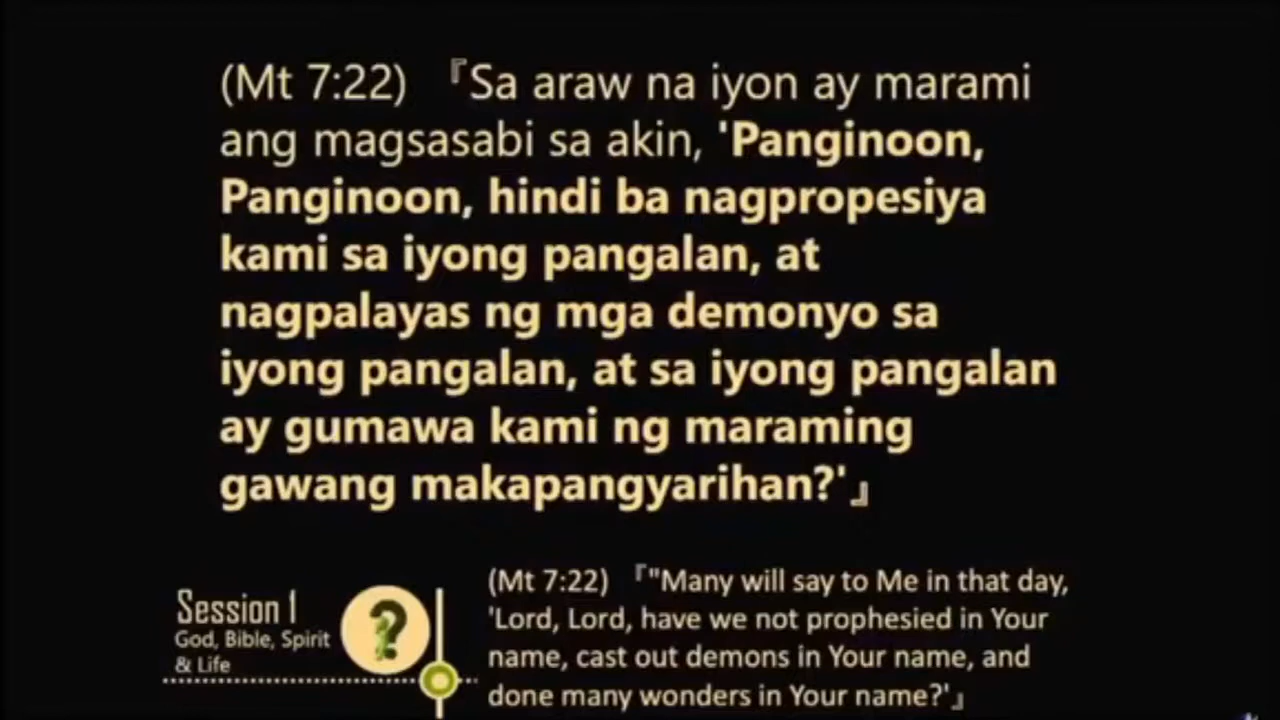 (Mt 7:22) 『Sa araw na iyon ay marami
ang magsasabi sa akin, 'Panginoon,
Panginoon, hindi ba nagpropesiya
kami sa iyong pangalan, at
nagpalayas ng mga demonyo sa
iyong pangalan, at sa iyong pangalan
ay gumawa kami ng maraming
gawang makapangyarihan?'』
Session 1
God, Bible, Spirit
& Life
?
(Mt 7:22) 『"Many will say to Me in that day,
'Lord, Lord, have we not prophesied in Your
name, cast out demons in Your name, and
done many wonders in Your name?'』